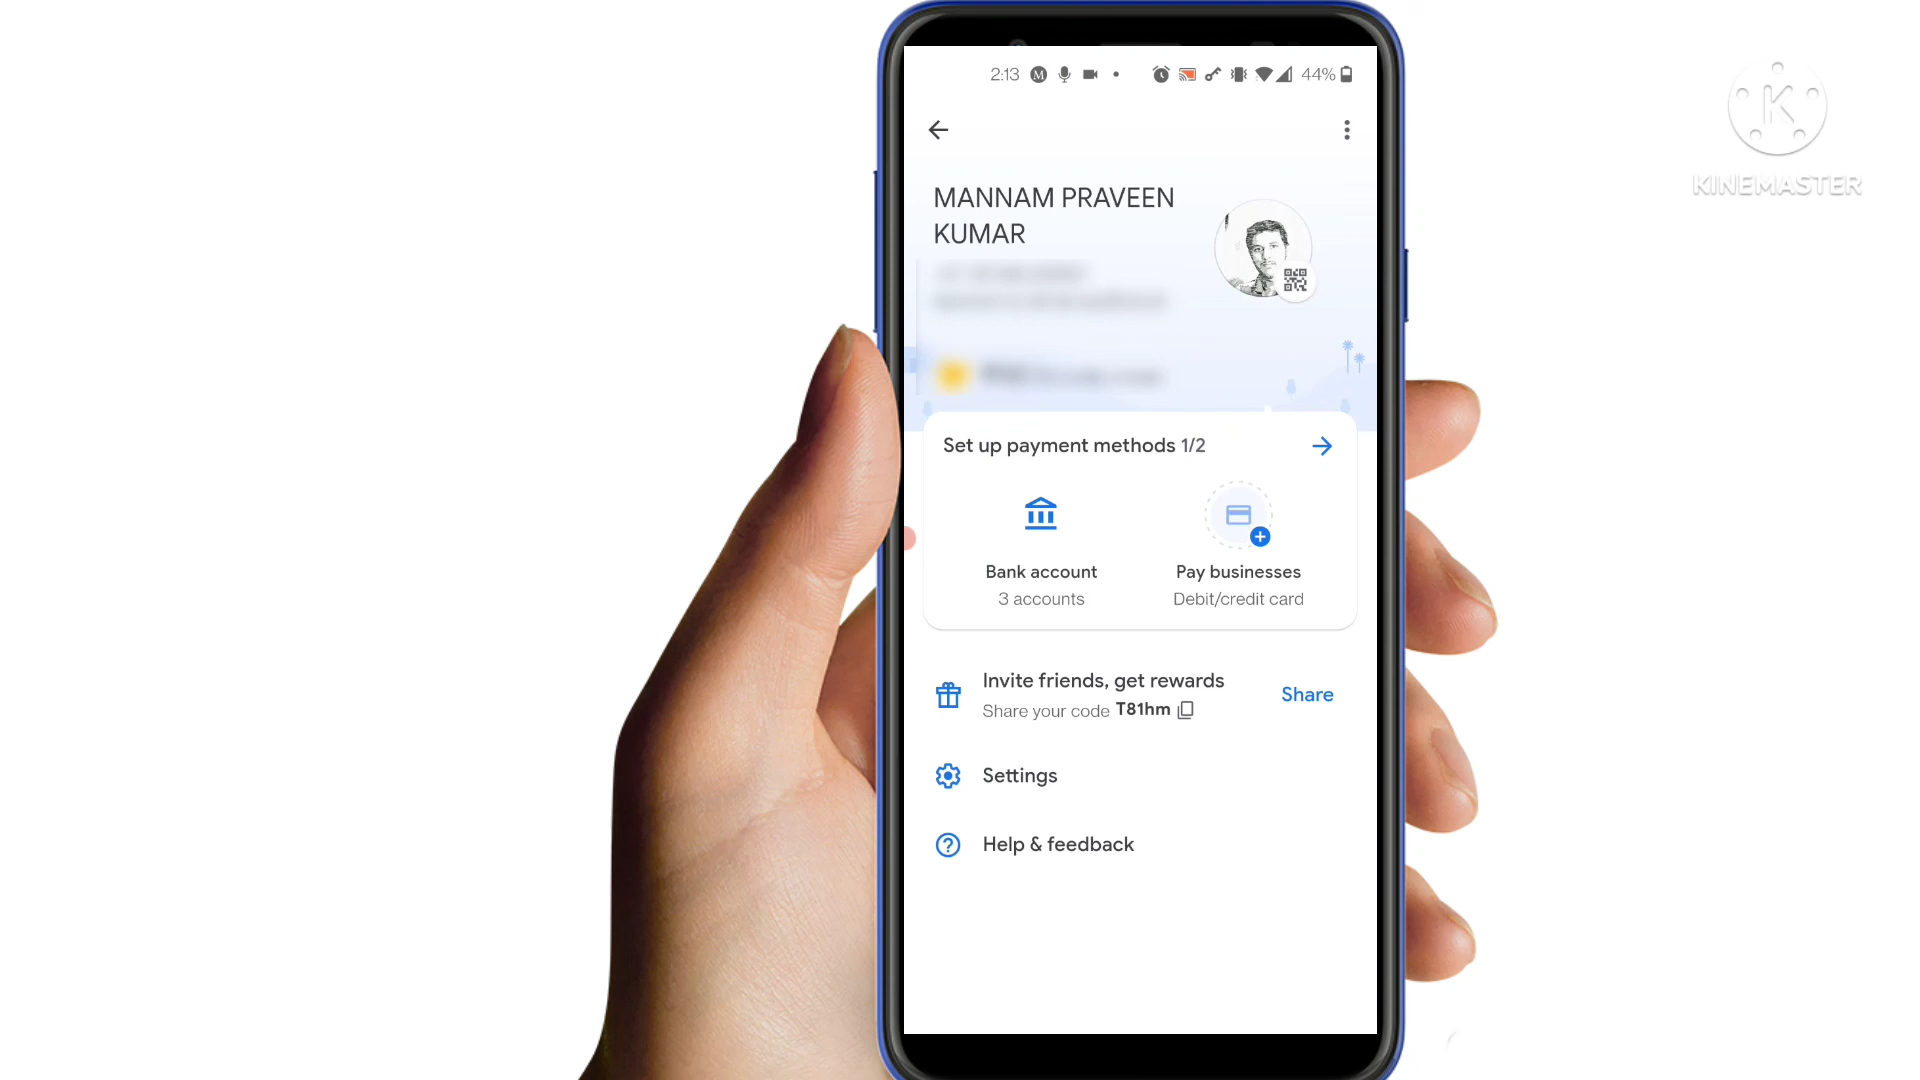 2:13
44%
KINEMASTER
MANNAM PRAVEEN
KUMAR
Set up payment methods 1/2
Bank account
3 accounts
Pay businesses
Debit/credit card
Invite friends, get rewards
Share your code T81hm
Share
Settings
Help & feedback